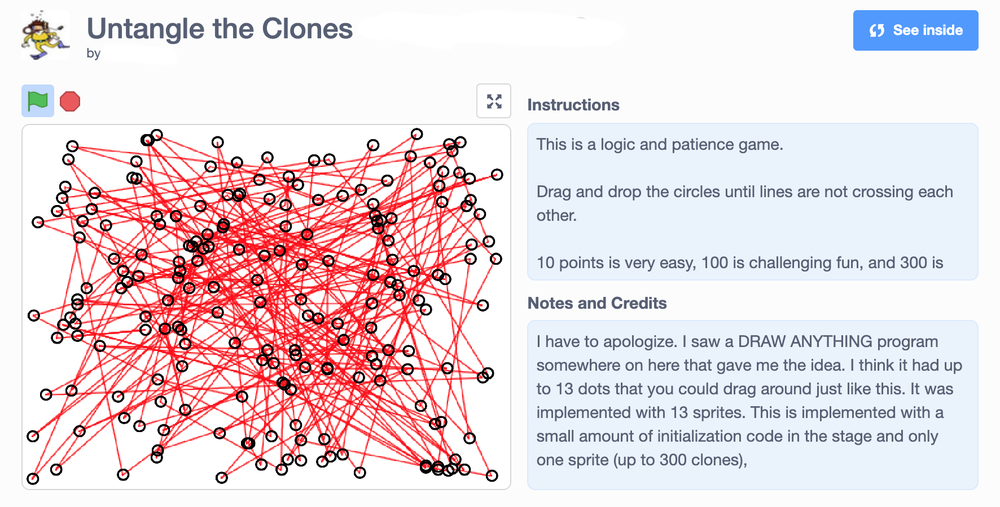 Untangle the Clones
by
See inside
Instructions
This is a logic and patience game.
Drag and drop the circles until lines are not crossing each
other.
10 points is very easy, 100 is challenging fun, and 300 is
Notes and Credits
I have to apologize. I saw a DRAW ANYTHING program
somewhere on here that gave me the idea. I think it had up
to 13 dots that you could drag around just like this. It was
implemented with 13 sprites. This is implemented with a
small amount of initialization code in the stage and only
one sprite (up to 300 clones),